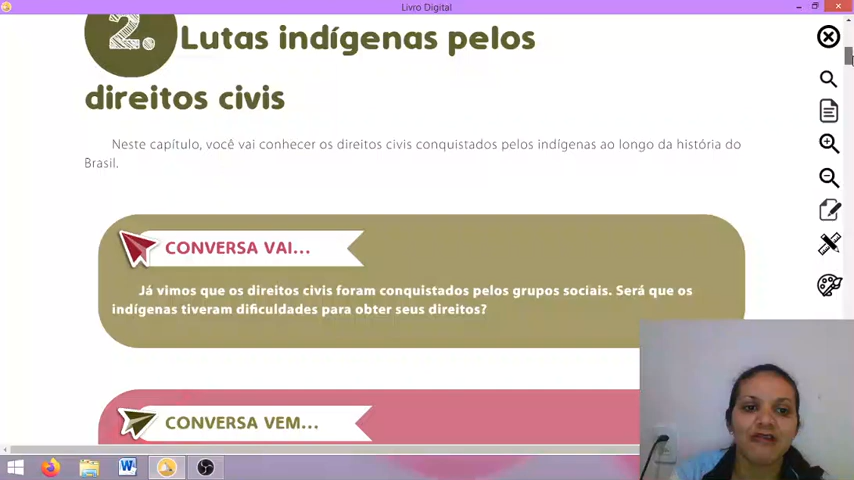 Livro Digital
2. Lutas indígenas pelos
direitos civis
Neste capítulo, você vai conhecer os direitos civis conquistados pelos indígenas ao longo da história do
Brasil.
CONVERSA VAI...
Já vimos que os direitos civis foram conquistados pelos grupos sociais. Será que os
indígenas tiveram dificuldades para obter seus direitos?
CONVERSA VEM...